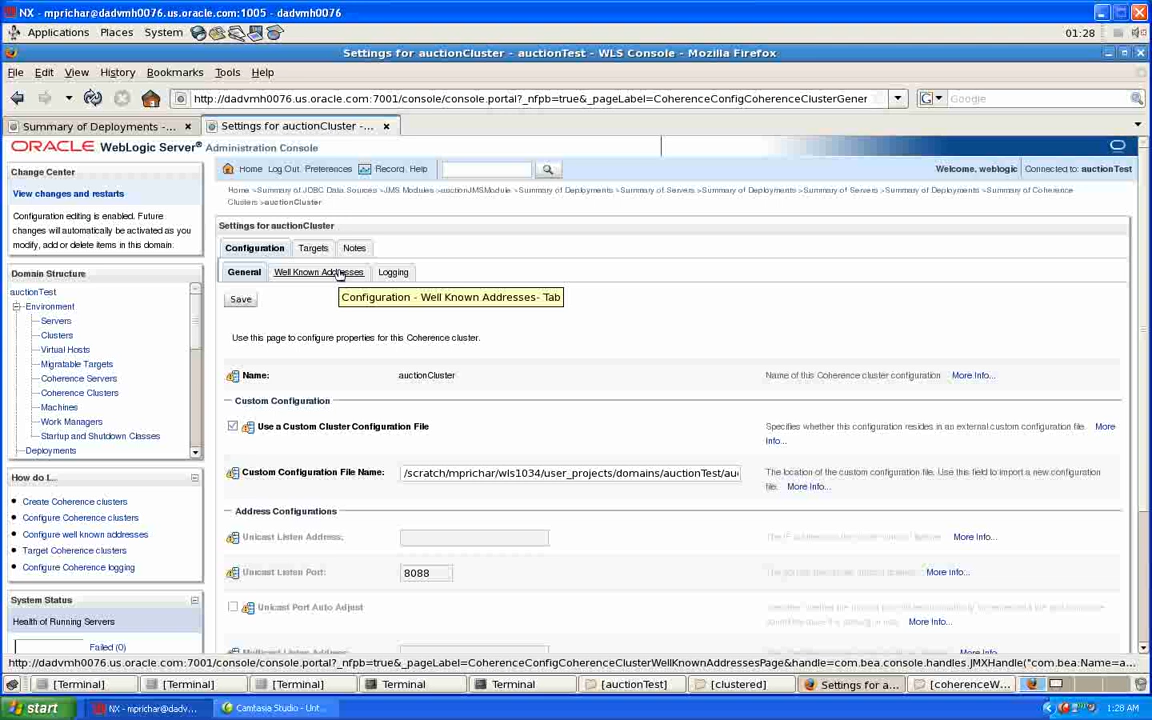 NX - mprichar@dadvmh0076.us.oracle.com:1005 - dadvmh0076
Applications Places System 01:28
Settings for auctionCluster - auctionTest - WLS Console - Mozilla Firefox
File Edit View History Bookmarks Tools Help
http://dadvmh0076.us.oracle.com:7001/console/console.portal?_nfpb=true&_pageLabel=CoherenceConfigCoherenceClusterGener Google
Summary of Deployments -... Settings for auctionCluster -...
ORACLE WebLogic Server® Administration Console
Change Center
View changes and restarts
Configuration editing is enabled. Future
changes will automatically be activated as you
modify, add or delete items in this domain.
Domain Structure
auctionTest
Environment
Servers
Clusters
Virtual Hosts
Migratable Targets
Coherence Servers
Coherence Clusters
Machines
Work Managers
Startup and Shutdown Classes
Deployments
How do I...
Create Coherence clusters
Configure Coherence clusters
Configure well known addresses
Target Coherence clusters
Configure Coherence logging
System Status
Health of Running Servers
Failed (0)
Home Log Out Preferences Record Help
Welcome, weblogic Connected to: auctionTest
Home >Summary of JDBC Data Sources >JMS Modules >auctionJMSModule >Summary of Deployments >Summary of Servers >Summary of Deployments >Summary of Servers >Summary of Deployments >Summary of Coherence
Clusters >auctionCluster
Settings for auctionCluster
Configuration Targets Notes
General Well Known Addresses Logging
Save
Configuration - Well Known Addresses- Tab
Use this page to configure properties for this Coherence cluster.
Name: auctionCluster Name of this Coherence cluster configuration More Info...
Custom Configuration
Use a Custom Cluster Configuration File Specifies whether this configuration resides in an external custom configuration file. More
Info...
Custom Configuration File Name: /scratch/mprichar/wls1034/user_projects/domains/auctionTest/au The location of the custom configuration file. Use this field to import a new configuration
file. More Info...
Address Configurations
Unicast Listen Address: More Info...
Unicast Listen Port: 8088 More Info...
Unicast Port Auto Adjust
More Info...
http://dadvmh0076.us.oracle.com:7001/console/console.portal?_nfpb=true&_pageLabel=CoherenceConfigCoherenceClusterWellKnownAddressesPage&handle=com.bea.console.handles.JMXHandle("com.bea:Name=a...
[Terminal] [Terminal] [Terminal] Terminal Terminal [auctionTest] [clustered] Settings for a... [coherenceW...
start NX - mprichar@dadv... Camtasia Studio - Unt... 1:28 AM